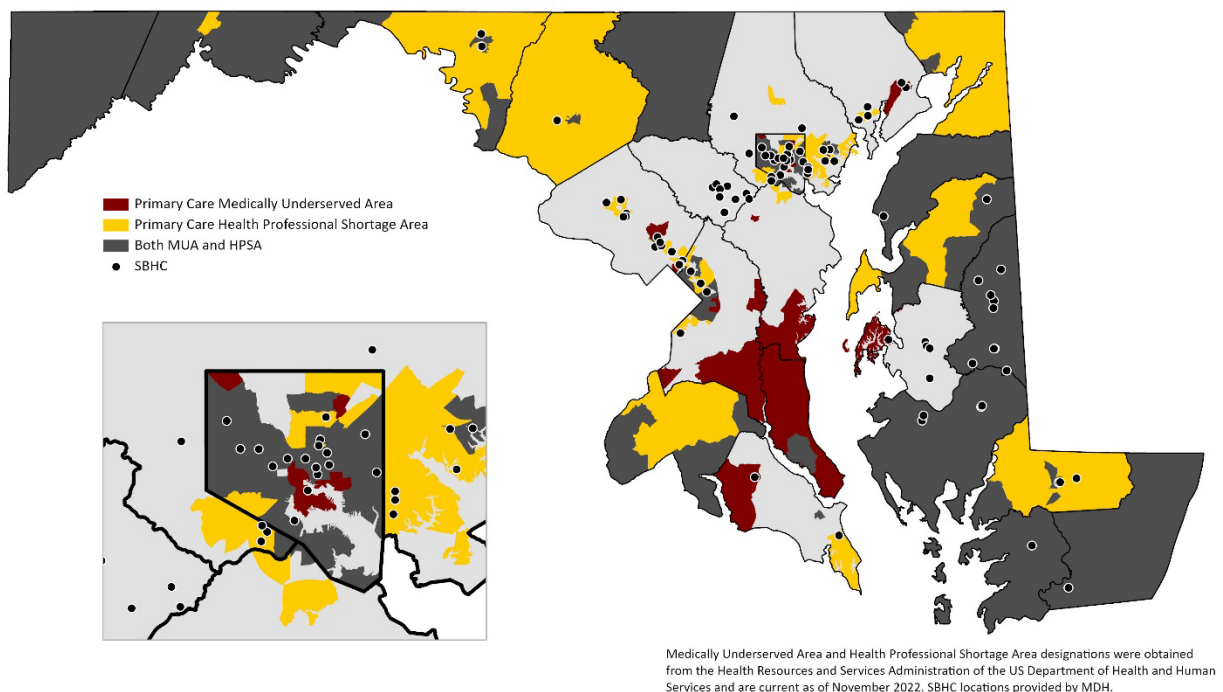 Primary Care Medically Underserved Area
Primary Care Health Professional Shortage Area
Both MUA and HPSA
SBHC
Medically Underserved Area and Health Professional Shortage Area designations were obtained
from the Health Resources and Services Administration of the US Department of Health and Human
Services and are current as of November 2022. SBHC locations provided by MDH.